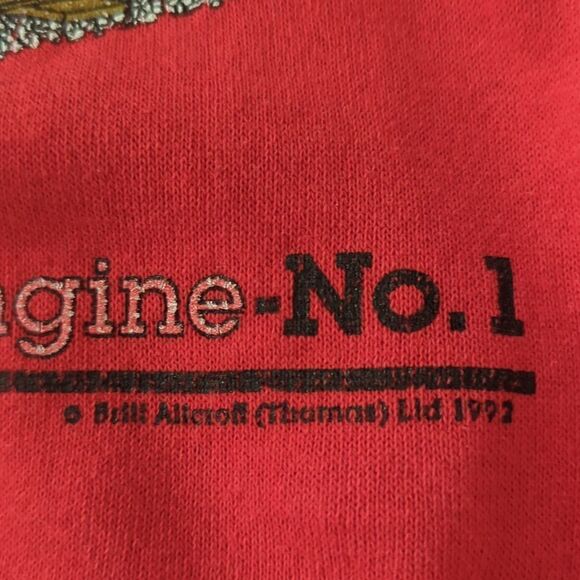 ngine-No.1
© Britt Allcroft (Thomas) Ltd 1992